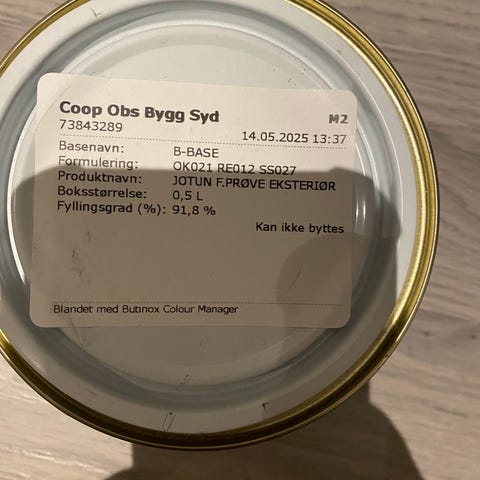 Coop Obs Bygg Syd M2
73843289 14.05.2025 13:37
Basenavn: B-BASE
Formulering: OK021 RE012 SS027
Produktnavn: JOTUN F.PRØVE EKSTERIØR
Boksstørrelse: 0,5 L
Fyllingsgrad (%): 91,8 %
Kan ikke byttes
Blandet med Butinox Colour Manager